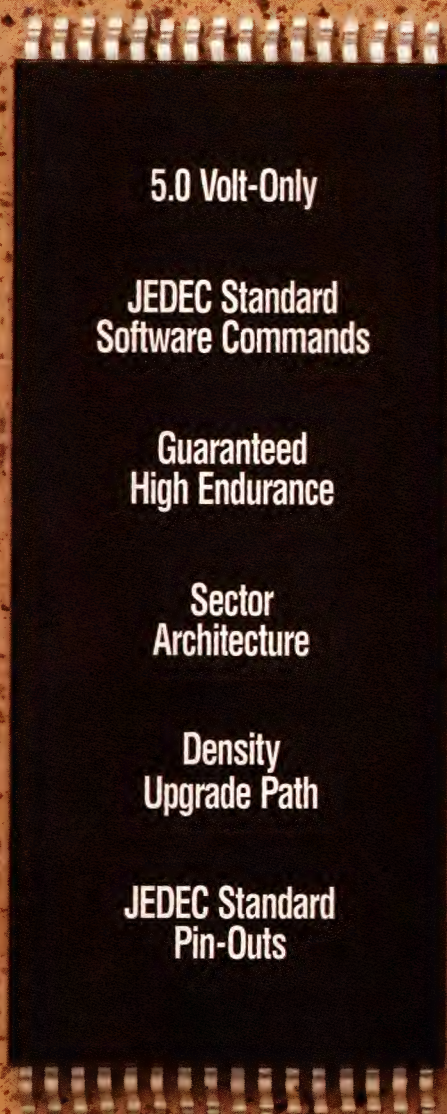 5.0 Volt-Only
JEDEC Standard
Software Commands
Guaranteed
High Endurance
Sector
Architecture
Density
Upgrade Path
JEDEC Standard
Pin-Outs